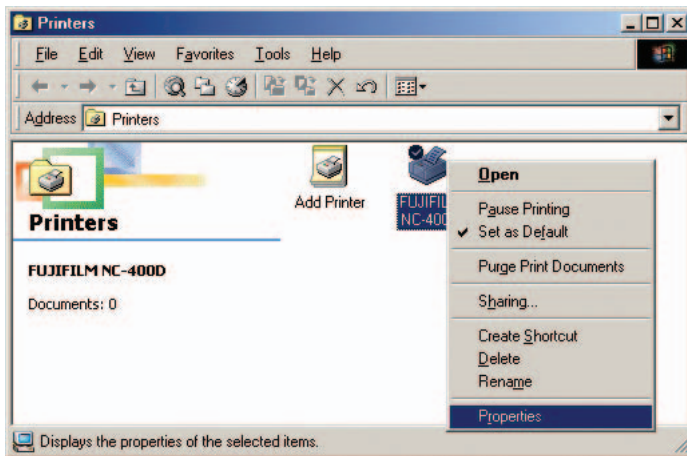 Printers
File Edit View Favorites Tools Help
Address Printers
Printers
FUJIFILM NC-400D
Documents: 0
Add Printer
FUJIFIL
NC-400
Open
Pause Printing
Set as Default
Purge Print Documents
Sharing...
Create Shortcut
Delete
Rename
Properties
Displays the properties of the selected items.